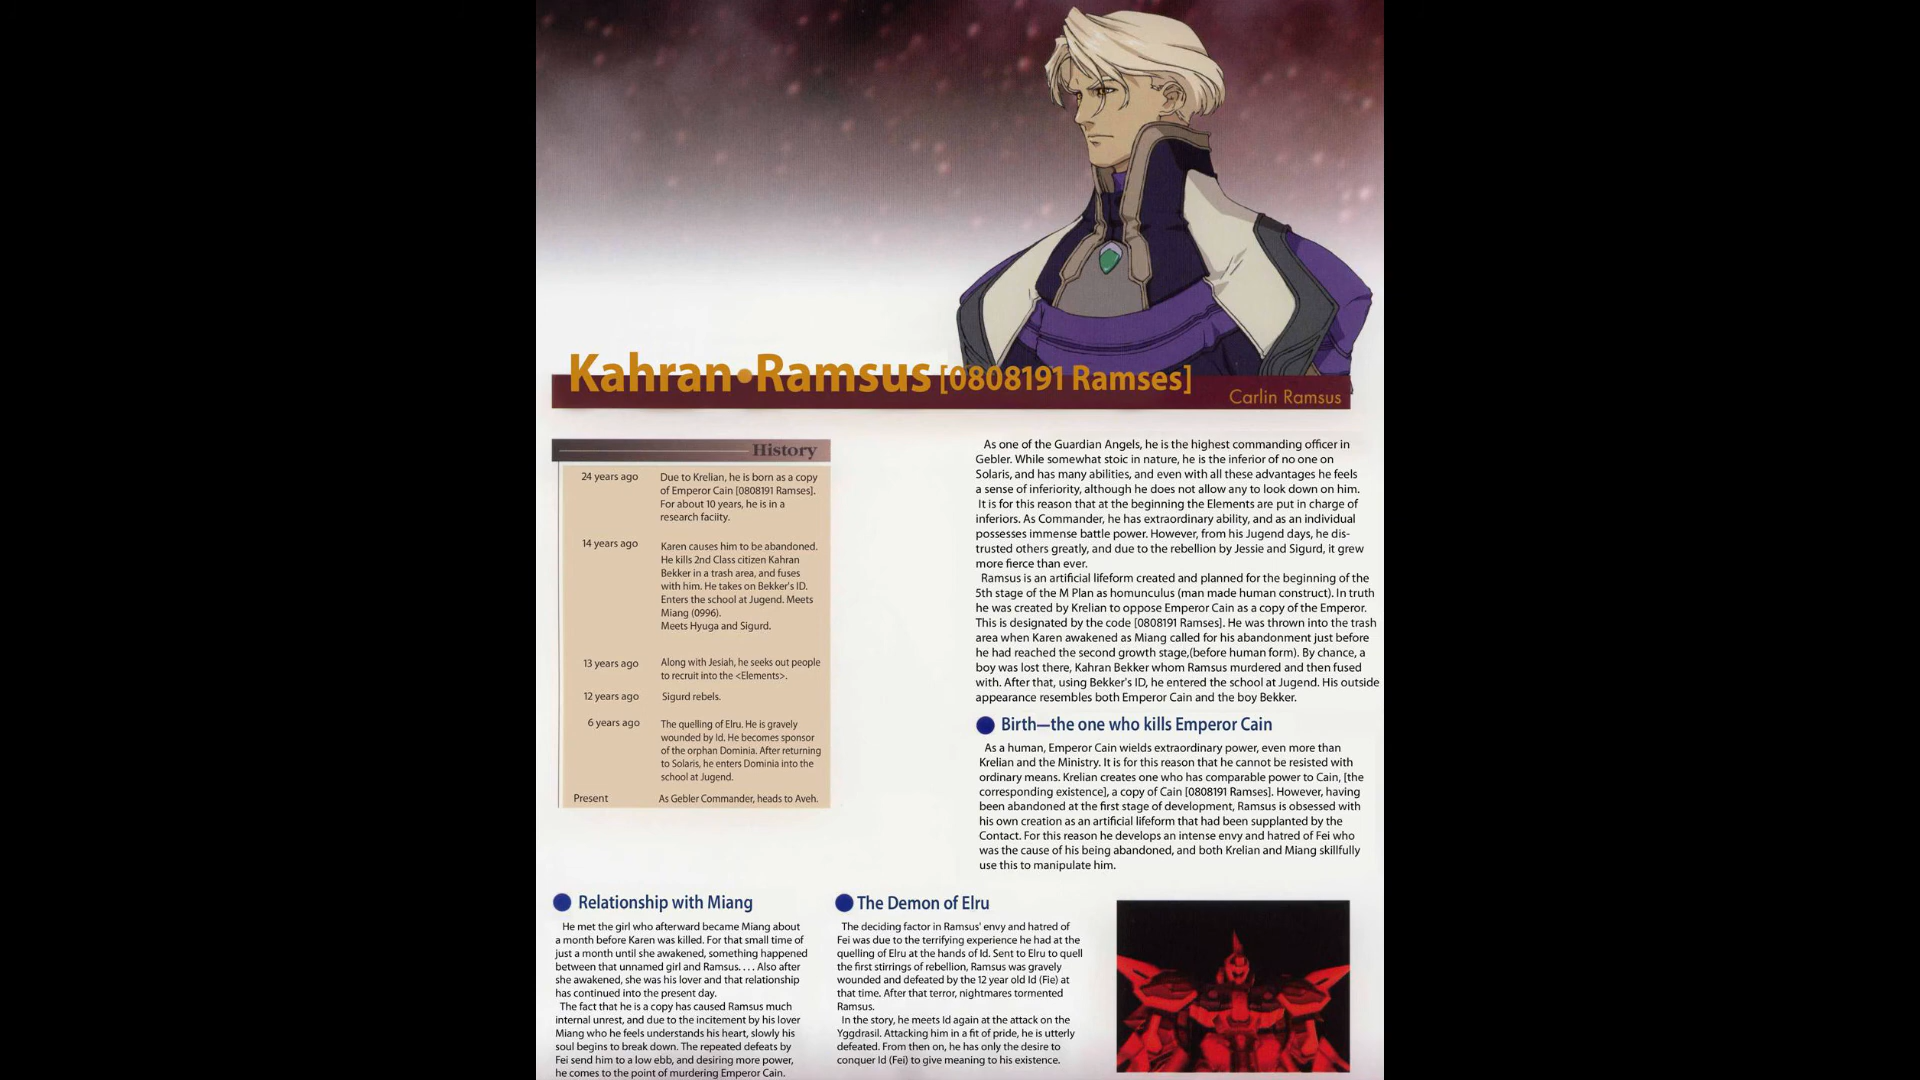 Kahran•Ramsus [0808191 Ramses]
Carlin Ramsus
History
24 years ago
Due to Krelian, he is born as a copy
of Emperor Cain [0808191 Ramses].
For about 10 years, he is in a
research faciity.
14 years ago
Karen causes him to be abandoned.
He kills 2nd Class citizen Kahran
Bekker in a trash area, and fuses
with him. He takes on Bekker's ID.
Enters the school at Jugend. Meets
Miang (0996).
Meets Hyuga and Sigurd.
13 years ago
Along with Jesiah, he seeks out people
to recruit into the <Elements>.
12 years ago
Sigurd rebels.
6 years ago
The quelling of Elru. He is gravely
wounded by Id. He becomes sponsor
of the orphan Dominia. After returning
to Solaris, he enters Dominia into the
school at Jugend.
Present
As Gebler Commander, heads to Aveh.
As one of the Guardian Angels, he is the highest commanding officer in
Gebler. While somewhat stoic in nature, he is the inferior of no one on
Solaris, and has many abilities, and even with all these advantages he feels
a sense of inferiority, although he does not allow any to look down on him.
It is for this reason that at the beginning the Elements are put in charge of
inferiors. As Commander, he has extraordinary ability, and as an individual
possesses immense battle power. However, from his Jugend days, he dis-
trusted others greatly, and due to the rebellion by Jessie and Sigurd, it grew
more fierce than ever.
Ramsus is an artificial lifeform created and planned for the beginning of the
5th stage of the M Plan as homunculus (man made human construct). In truth
he was created by Krelian to oppose Emperor Cain as a copy of the Emperor.
This is designated by the code [0808191 Ramses]. He was thrown into the trash
area when Karen awakened as Miang called for his abandonment just before
he had reached the second growth stage,(before human form). By chance, a
boy was lost there, Kahran Bekker whom Ramsus murdered and then fused
with. After that, using Bekker's ID, he entered the school at Jugend. His outside
appearance resembles both Emperor Cain and the boy Bekker.
Birth—the one who kills Emperor Cain
As a human, Emperor Cain wields extraordinary power, even more than
Krelian and the Ministry. It is for this reason that he cannot be resisted with
ordinary means. Krelian creates one who has comparable power to Cain, [the
corresponding existence], a copy of Cain [0808191 Ramses]. However, having
been abandoned at the first stage of development, Ramsus is obsessed with
his own creation as an artificial lifeform that had been supplanted by the
Contact. For this reason he develops an intense envy and hatred of Fei who
was the cause of his being abandoned, and both Krelian and Miang skillfully
use this to manipulate him.
Relationship with Miang
He met the girl who afterward became Miang about
a month before Karen was killed. For that small time of
just a month until she awakened, something happened
between that unnamed girl and Ramsus. . . . Also after
she awakened, she was his lover and that relationship
has continued into the present day.
The fact that he is a copy has caused Ramsus much
internal unrest, and due to the incitement by his lover
Miang who he feels understands his heart, slowly his
soul begins to break down. The repeated defeats by
Fei send him to a low ebb, and desiring more power,
he comes to the point of murdering Emperor Cain.
The Demon of Elru
The deciding factor in Ramsus' envy and hatred of
Fei was due to the terrifying experience he had at the
quelling of Elru at the hands of Id. Sent to Elru to quell
the first stirrings of rebellion, Ramsus was gravely
wounded and defeated by the 12 year old Id (Fie) at
that time. After that terror, nightmares tormented
Ramsus.
In the story, he meets Id again at the attack on the
Yggdrasil. Attacking him in a fit of pride, he is utterly
defeated. From then on, he has only the desire to
conquer Id (Fei) to give meaning to his existence.